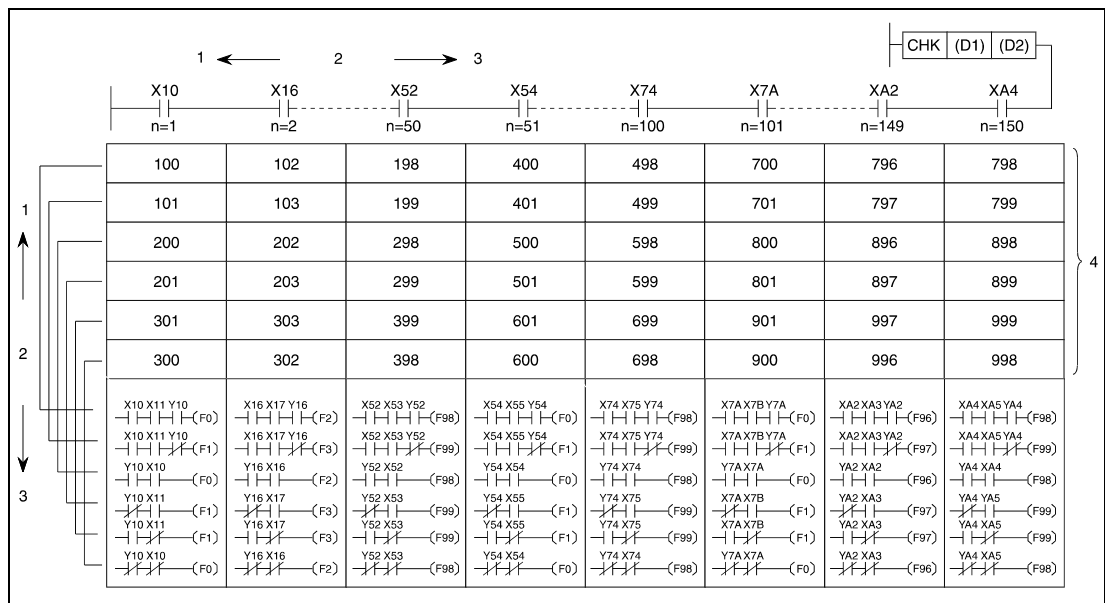 CHK (D1) (D2)
1 2 3
X10 X16 X52 X54 X74 X7A XA2 XA4
n=1 n=2 n=50 n=51 n=100 n=101 n=149 n=150
100 102 198 400 498 700 796 798
101 103 199 401 499 701 797 799
1
200 202 298 500 598 800 896 898
4
201 203 299 501 599 801 897 899
301 303 399 601 699 901 997 999
2
300 302 398 600 698 900 996 998
X10 X11 Y10 X16 X17 Y16 X52 X53 Y52 X54 X55 Y54 X74 X75 Y74 X7A X7B Y7A XA2 XA3 YA2 XA4 XA5 YA4
(F0) (F2) (F98) (F0) (F98) (F0) (F96) (F98)
X10 X11 Y10 X16 X17 Y16 X52 X53 Y52 X54 X55 Y54 X74 X75 Y74 X7A X7B Y7A XA2 XA3 YA2 XA4 XA5 YA4
(F1) (F3) (F99) (F1) (F99) (F1) (F97) (F99)
Y10 X10 Y16 X16 Y52 X52 Y54 X54 Y74 X74 Y7A X7A YA2 XA2 YA4 XA4
(F0) (F2) (F98) (F0) (F98) (F0) (F96) (F98)
3
Y10 X11 Y16 X17 Y52 X53 Y54 X55 Y74 X75 X7A X7B YA2 XA3 YA4 YA5
(F1) (F3) (F99) (F1) (F99) (F1) (F97) (F99)
Y10 X11 Y16 X17 Y52 X53 Y54 X55 Y74 X75 X7A X7B YA2 XA3 YA4 XA5
(F1) (F3) (F99) (F1) (F99) (F1) (F97) (F99)
Y10 X10 Y16 X16 Y52 X53 Y54 X54 Y74 X74 Y7A X7A YA2 XA3 YA4 XA5
(F0) (F2) (F98) (F0) (F98) (F0) (F96) (F98)